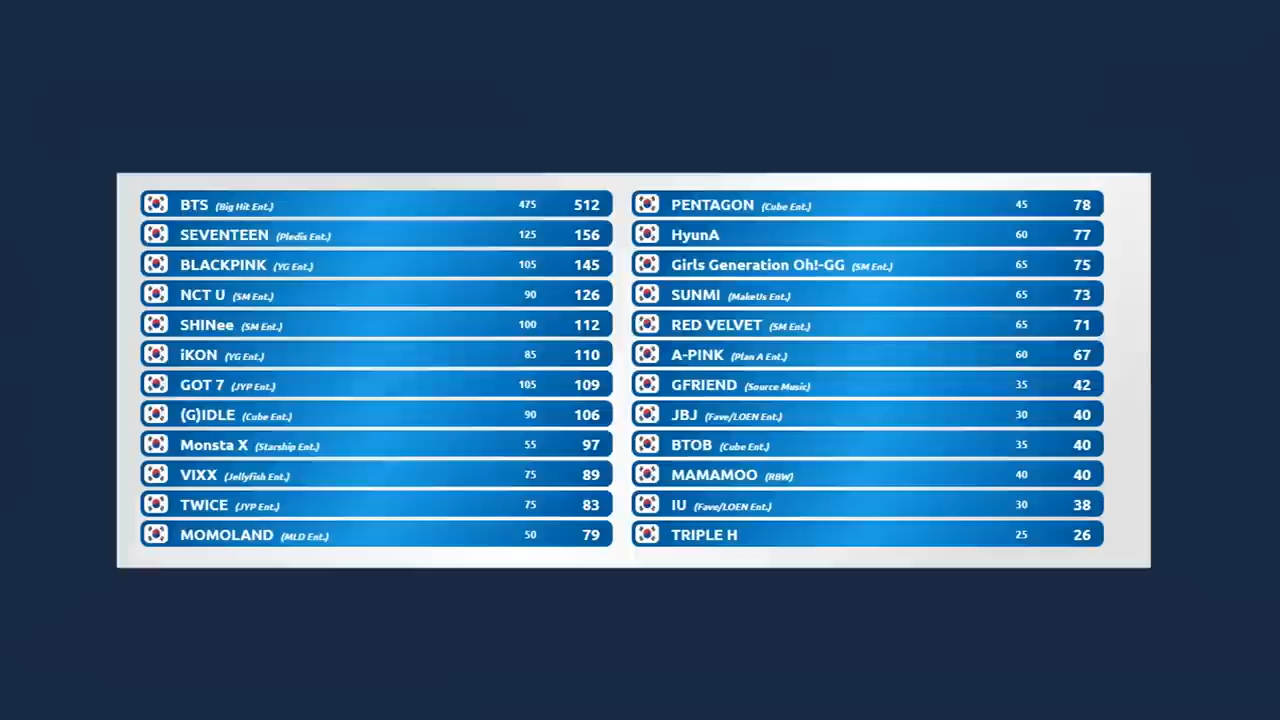 BTS (Big Hit Ent.) 475 512
SEVENTEEN (Pledis Ent.) 125 156
BLACKPINK (YG Ent.) 105 145
NCT U (SM Ent.) 90 126
SHINee (SM Ent.) 100 112
iKON (YG Ent.) 85 110
GOT 7 (JYP Ent.) 105 109
(G)IDLE (Cube Ent.) 90 106
Monsta X (Starship Ent.) 55 97
VIXX (Jellyfish Ent.) 75 89
TWICE (JYP Ent.) 75 83
MOMOLAND (MLD Ent.) 50 79
PENTAGON (Cube Ent.) 45 78
HyunA 60 77
Girls Generation Oh!-GG (SM Ent.) 65 75
SUNMI (MakeUs Ent.) 65 73
RED VELVET (SM Ent.) 65 71
A-PINK (Plan A Ent.) 60 67
GFRIEND (Source Music) 35 42
JBJ (Fave/LOEN Ent.) 30 40
BTOB (Cube Ent.) 35 40
MAMAMOO (RBW) 40 40
IU (Fave/LOEN Ent.) 30 38
TRIPLE H 25 26